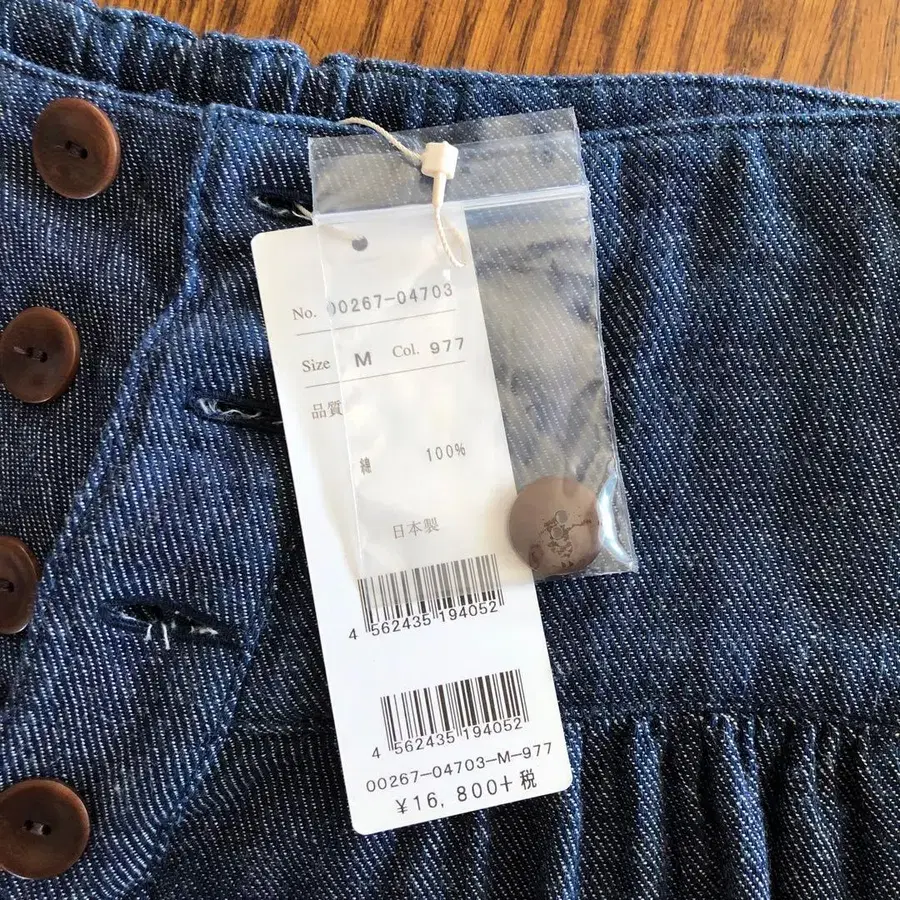 No. 00267-04703
Size M Col. 977
品質
綿 100%
日本製
4 562435 194052
4 562435 194052
00267-04703-M-977
¥16,800+税